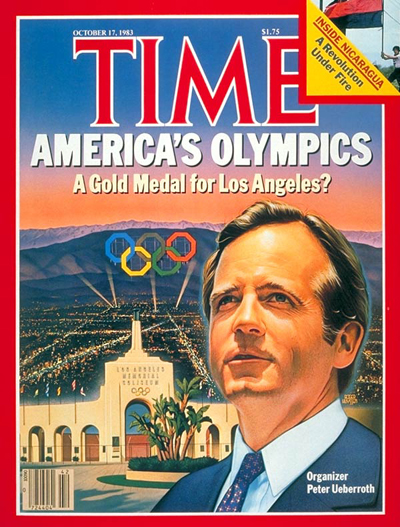 OCTOBER 17, 1983
$1.75
INSIDE NICARAGUA
A Revolution
Under Fire
TIME
AMERICA'S OLYMPICS
A Gold Medal for Los Angeles?
LOS ANGELES
MEMORIAL
COLISEUM
Organizer
Peter Ueberroth